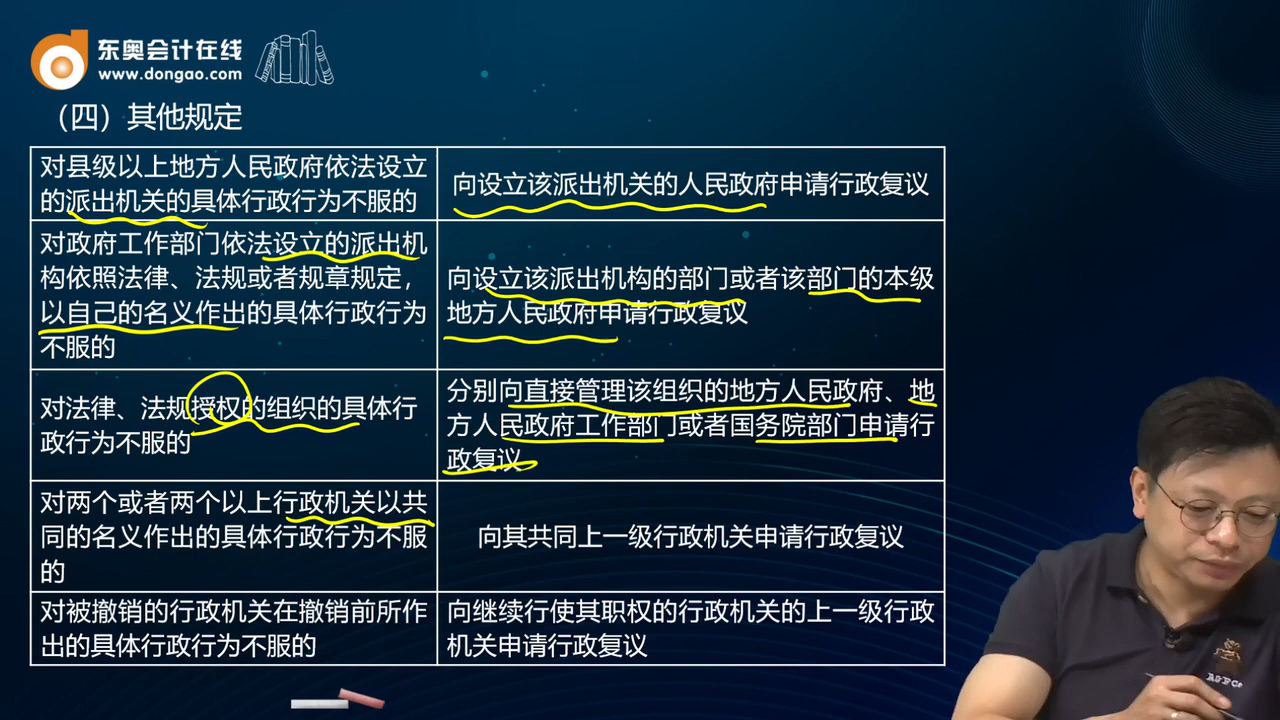 东奥会计在线
www.dongao.com
（四）其他规定
对县级以上地方人民政府依法设立
的派出机关的具体行政行为不服的
向设立该派出机关的人民政府申请行政复议
对政府工作部门依法设立的派出机
构依照法律、法规或者规章规定，
以自己的名义作出的具体行政行为
不服的
向设立该派出机构的部门或者该部门的本级
地方人民政府申请行政复议
对法律、法规授权的组织的具体行
政行为不服的
分别向直接管理该组织的地方人民政府、地
方人民政府工作部门或者国务院部门申请行
政复议
对两个或者两个以上行政机关以共
同的名义作出的具体行政行为不服
的
向其共同上一级行政机关申请行政复议
对被撤销的行政机关在撤销前所作
出的具体行政行为不服的
向继续行使其职权的行政机关的上一级行政
机关申请行政复议